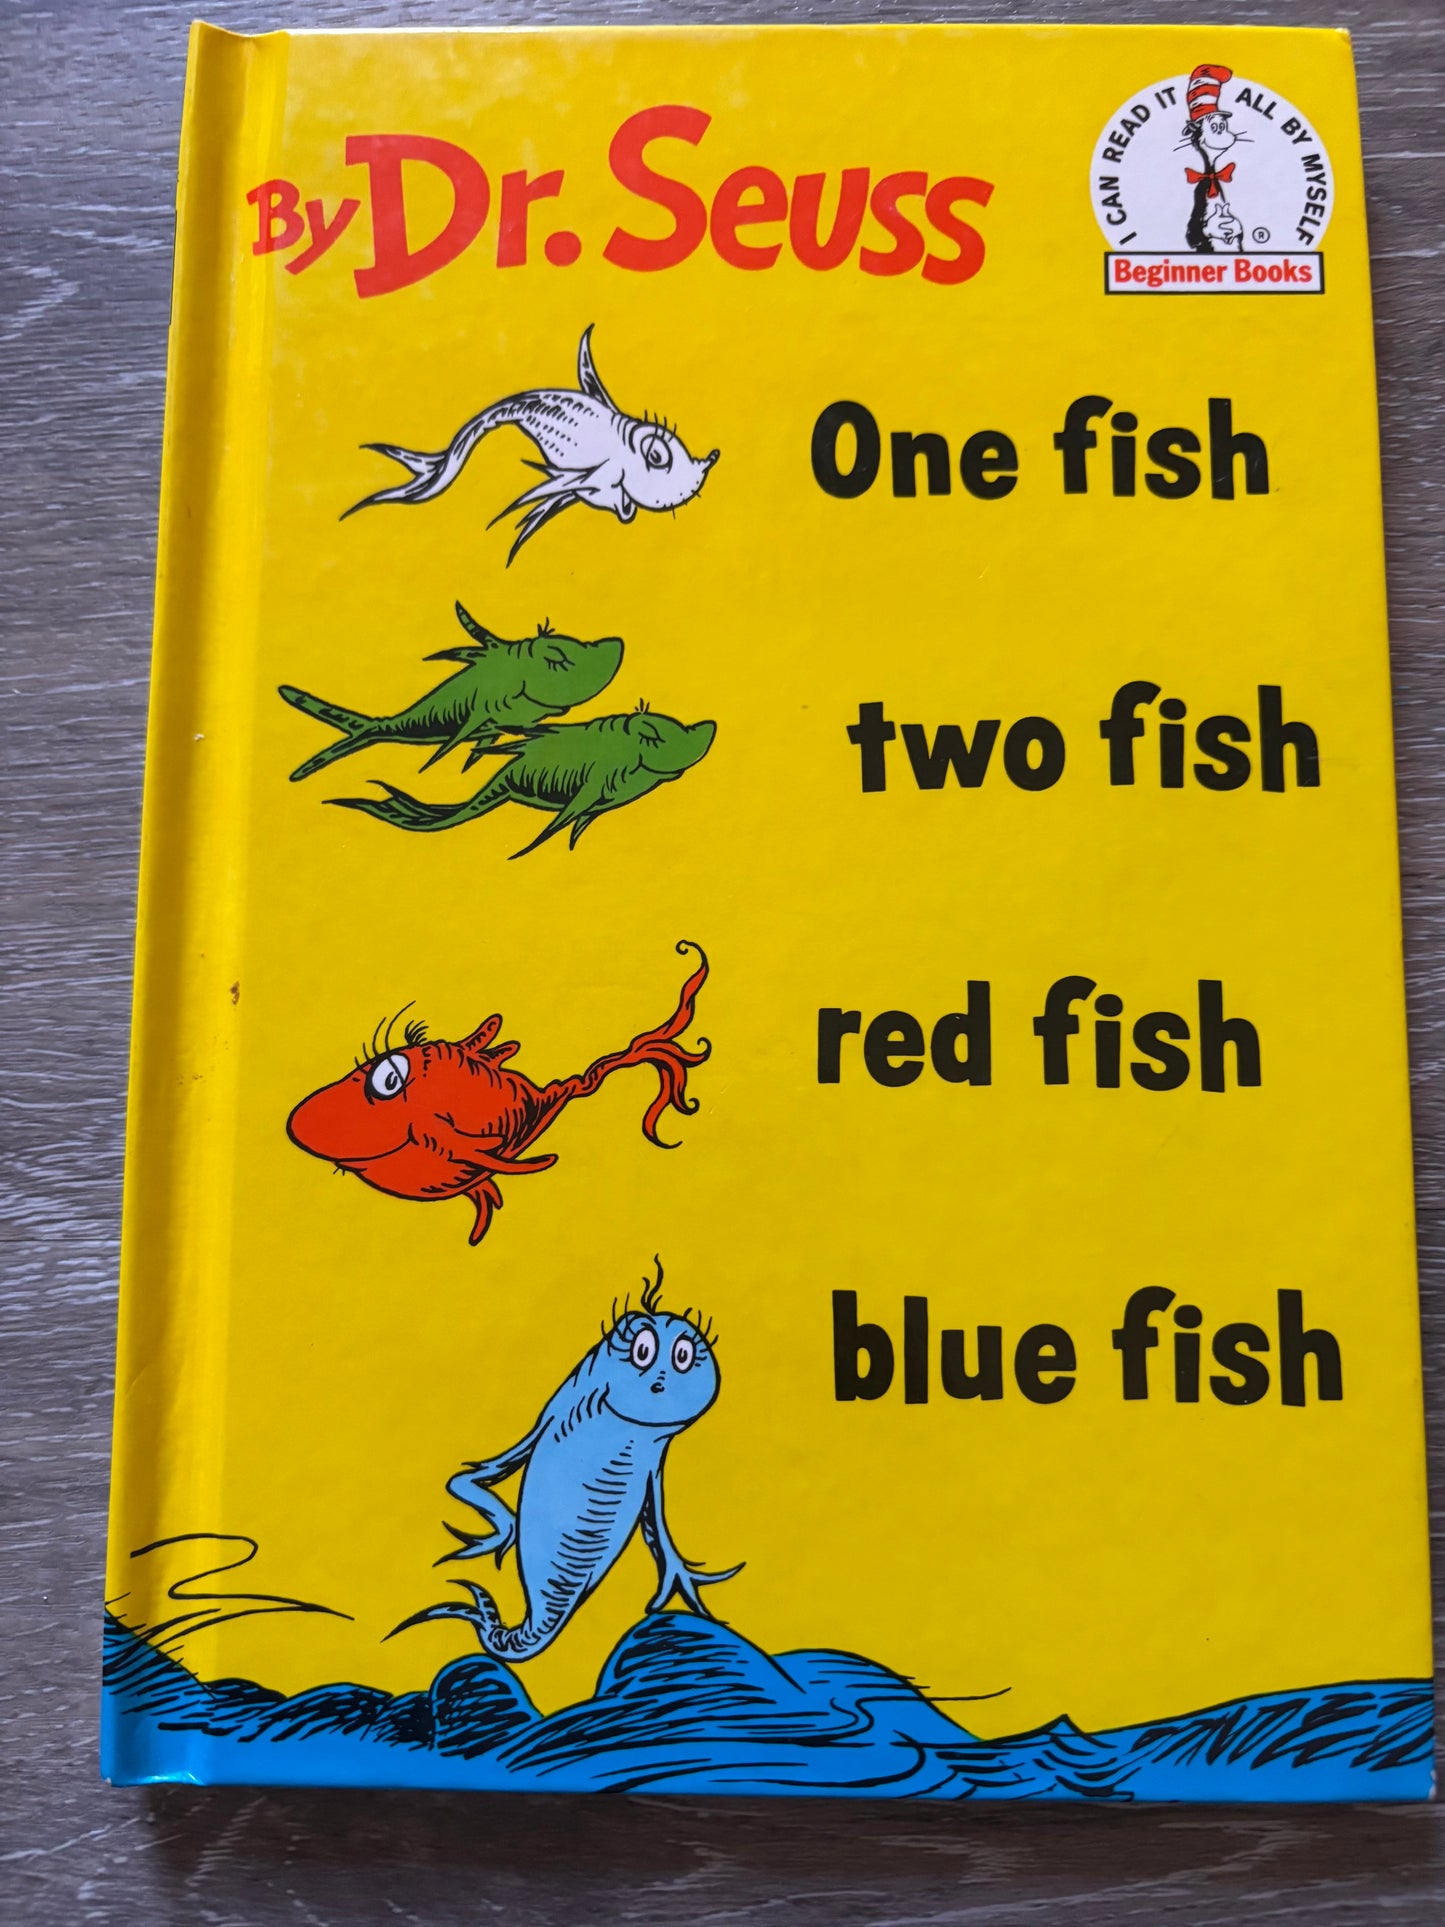 By Dr. Seuss
I CAN READ IT ALL BY MYSELF
®
Beginner Books
One fish
two fish
red fish
blue fish